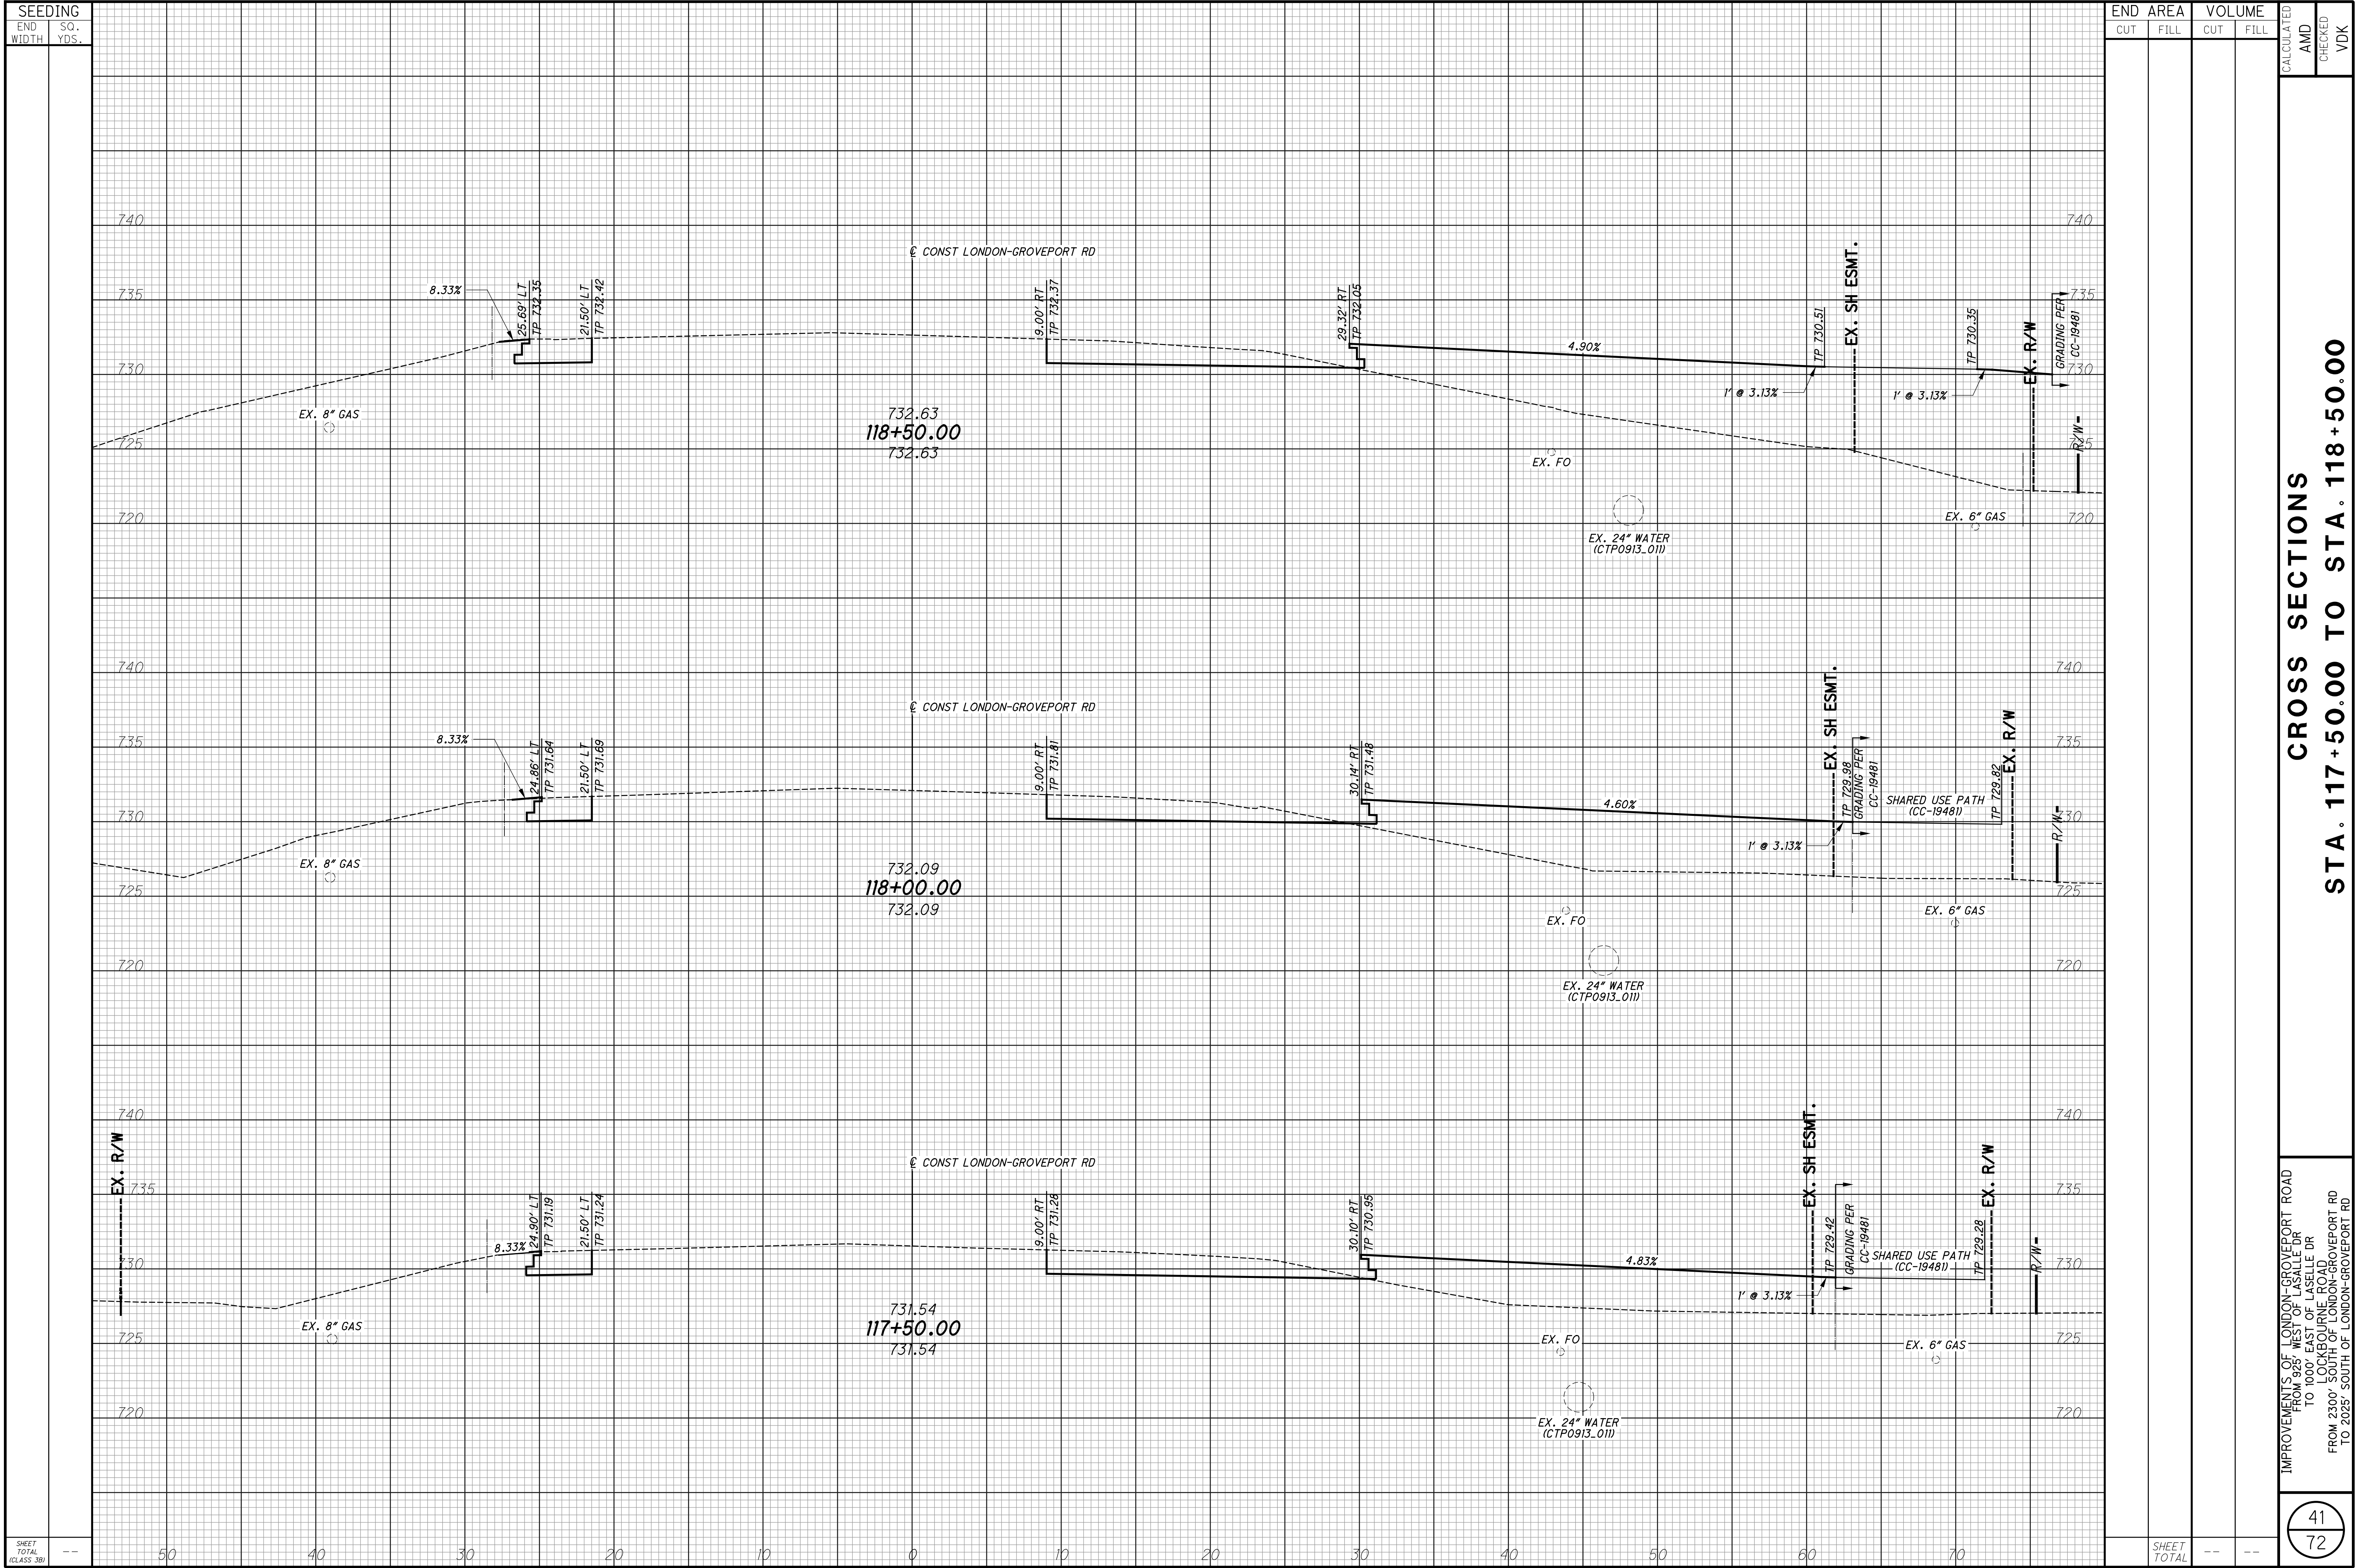 SEEDING
END WIDTH
SQ. YDS.
END AREA
VOLUME
CUT
FILL
CUT
FILL
CALCULATED
AMD
CHECKED
VDK
740
740
℄ CONST LONDON-GROVEPORT RD
8.33%
25.69' LT
TP 732.35
21.50' LT
TP 732.42
9.00' RT
TP 732.37
29.32' RT
TP 732.05
4.90%
TP 730.51
1' @ 3.13%
EX. SH ESMT.
TP 730.35
1' @ 3.13%
EX. R/W
GRADING PER
CC-19481
R/W
735
735
730
730
EX. 8" GAS
732.63
118+50.00
732.63
725
725
EX. FO
EX. 24" WATER
(CTP0913_011)
EX. 6" GAS
720
720
740
740
℄ CONST LONDON-GROVEPORT RD
8.33%
24.86' LT
TP 731.64
21.50' LT
TP 731.69
9.00' RT
TP 731.81
30.14' RT
TP 731.48
4.60%
1' @ 3.13%
EX. SH ESMT.
TP 729.98
GRADING PER
CC-19481
SHARED USE PATH
(CC-19481)
TP 729.82
EX. R/W
R/W
735
735
730
730
EX. 8" GAS
732.09
118+00.00
732.09
725
725
EX. FO
EX. 24" WATER
(CTP0913_011)
EX. 6" GAS
720
720
740
740
EX. R/W
℄ CONST LONDON-GROVEPORT RD
8.33%
24.90' LT
TP 731.19
21.50' LT
TP 731.24
9.00' RT
TP 731.28
30.10' RT
TP 730.95
4.83%
1' @ 3.13%
EX. SH ESMT.
TP 729.42
GRADING PER
CC-19481
SHARED USE PATH
(CC-19481)
TP 729.28
EX. R/W
R/W
735
735
730
730
EX. 8" GAS
731.54
117+50.00
731.54
725
725
EX. FO
EX. 24" WATER
(CTP0913_011)
EX. 6" GAS
720
720
SHEET
TOTAL
(CLASS 3B)
--
50
40
30
20
10
0
10
20
30
40
50
60
70
SHEET
TOTAL
--
--
CROSS SECTIONS
STA. 117+50.00 TO STA. 118+50.00
IMPROVEMENTS OF LONDON-GROVEPORT ROAD
FROM 925' WEST OF LASALLE DR
TO 1000' EAST OF LASELLE DR
LOCKBOURNE ROAD
FROM 2300' SOUTH OF LONDON-GROVEPORT RD
TO 2025' SOUTH OF LONDON-GROVEPORT RD
41
72